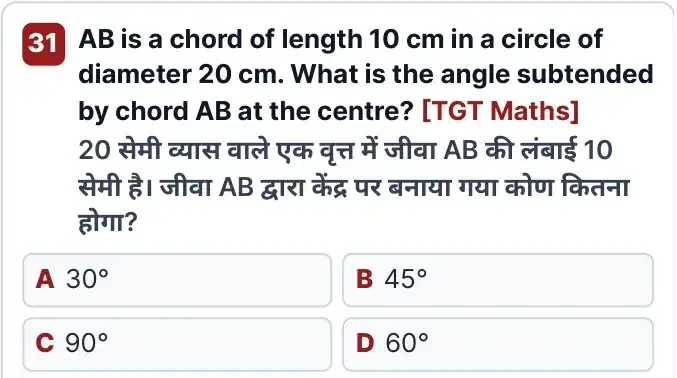 31 AB is a chord of length 10 cm in a circle of
diameter 20 cm. What is the angle subtended
by chord AB at the centre? [TGT Maths]
20 सेमी व्यास वाले एक वृत्त में जीवा AB की लंबाई 10
सेमी है। जीवा AB द्वारा केंद्र पर बनाया गया कोण कितना
होगा?
A 30° B 45°
C 90° D 60°